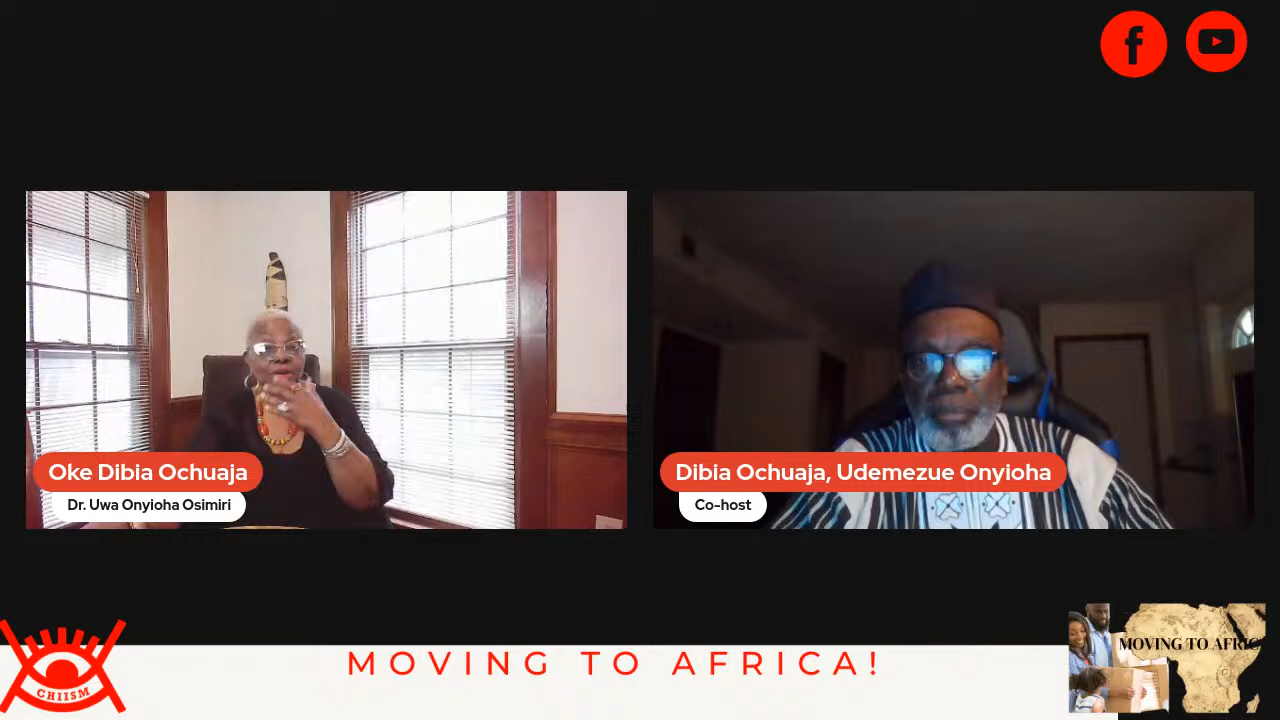 Oke Dibia Ochuaja
Dr. Uwa Onyioha Osimiri
Dibia Ochuaja, Udemezue Onyioha
Co-host
CHIISM
MOVING TO AFRICA!
MOVING TO AFRIC